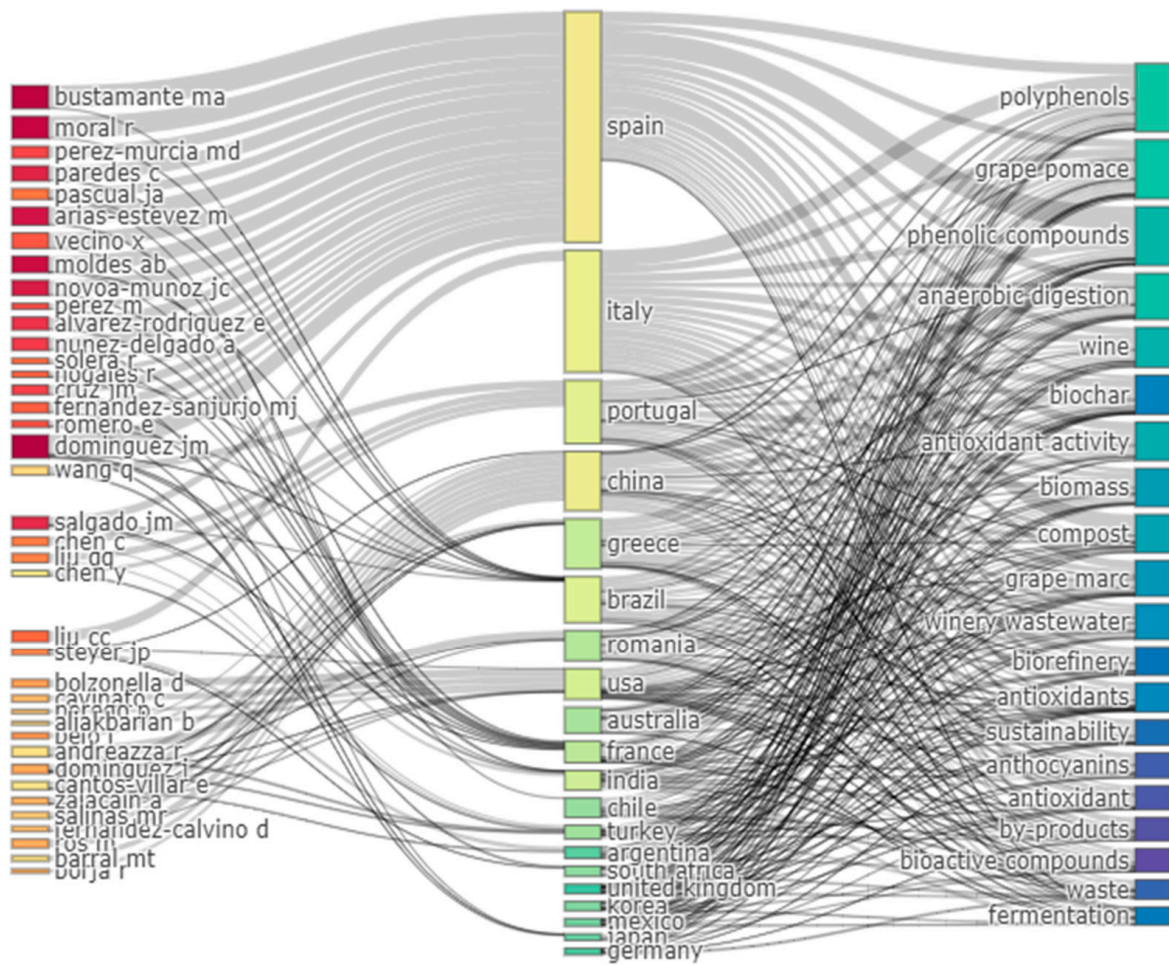 bustamante ma
moral r
perez-murcia md
paredes c
pascual ja
arias-estevez m
vecino x
moldes ab
novoa-munoz jc
perez m
alvarez-rodriguez e
nunez-delgado a
solera r
nogales r
cruz jm
fernandez-sanjurjo mj
romero e
dominguez jm
wang q
salgado jm
chen c
liu gq
chen y
liu cc
steyer jp
bolzonella d
cavinato c
aliakbarian b
andreazza r
dominguez j
cantos-villar e
zalacain a
salinas mr
fernandez-calvino d
ros m
barral mt
borja r
spain
italy
portugal
china
greece
brazil
romania
usa
australia
france
india
chile
turkey
argentina
south africa
united kingdom
korea
mexico
japan
germany
polyphenols
grape pomace
phenolic compounds
anaerobic digestion
wine
biochar
antioxidant activity
biomass
compost
grape marc
winery wastewater
biorefinery
antioxidants
sustainability
anthocyanins
antioxidant
by-products
bioactive compounds
waste
fermentation